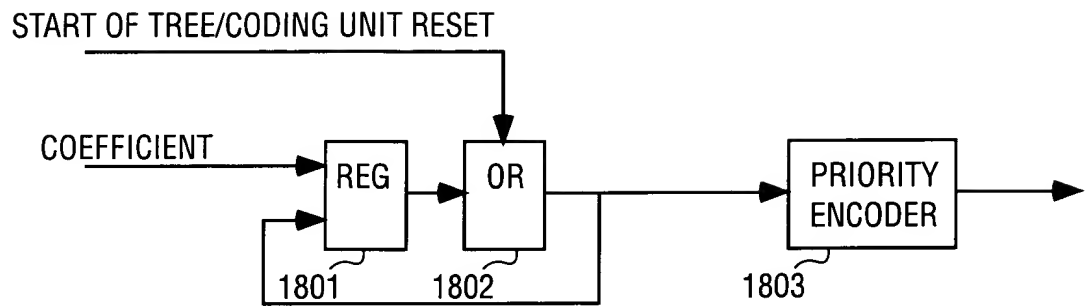 START OF TREE/CODING UNIT RESET
COEFFICIENT
REG
OR
PRIORITY
ENCODER
1801
1802
1803